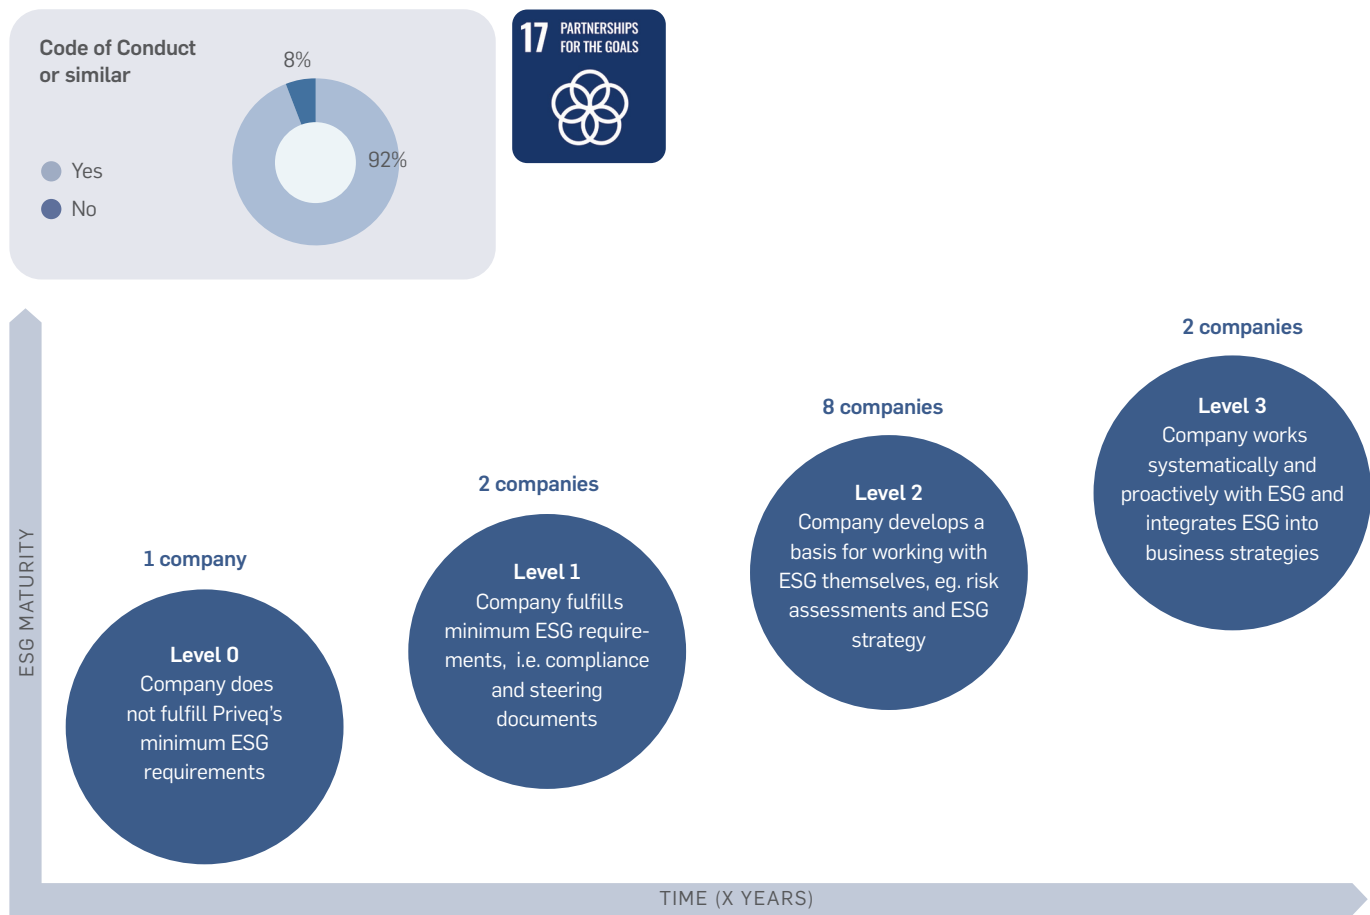 Code of Conduct
or similar
8%
92%
Yes
No
17 PARTNERSHIPS
FOR THE GOALS
ESG MATURITY
1 company
Level 0
Company does
not fulfill Priveq’s
minimum ESG
requirements
2 companies
Level 1
Company fulfills
minimum ESG require-
ments, i.e. compliance
and steering
documents
8 companies
Level 2
Company develops a
basis for working with
ESG themselves, eg. risk
assessments and ESG
strategy
2 companies
Level 3
Company works
systematically and
proactively with ESG and
integrates ESG into
business strategies
TIME (X YEARS)